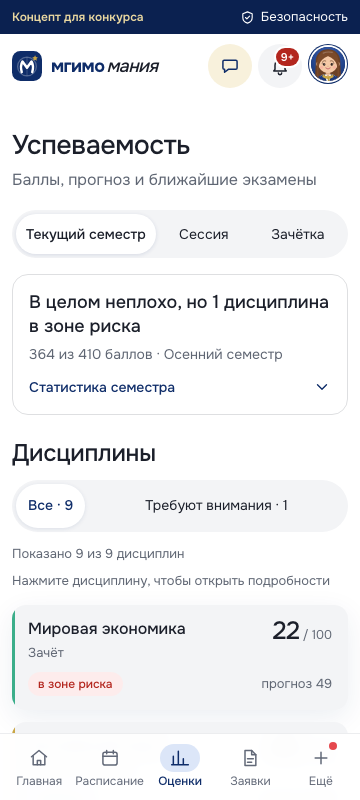 Концепт для конкурса
Безопасность
М
МГИМО МАНИЯ
9+
Успеваемость
Баллы, прогноз и ближайшие экзамены
Текущий семестр
Сессия
Зачётка
В целом неплохо, но 1 дисциплина
в зоне риска
364 из 410 баллов · Осенний семестр
Статистика семестра
Дисциплины
Все · 9
Требуют внимания · 1
Показано 9 из 9 дисциплин
Нажмите дисциплину, чтобы открыть подробности
Мировая экономика
22 / 100
Зачёт
в зоне риска
прогноз 49
Главная
Расписание
Оценки
Заявки
Ещё